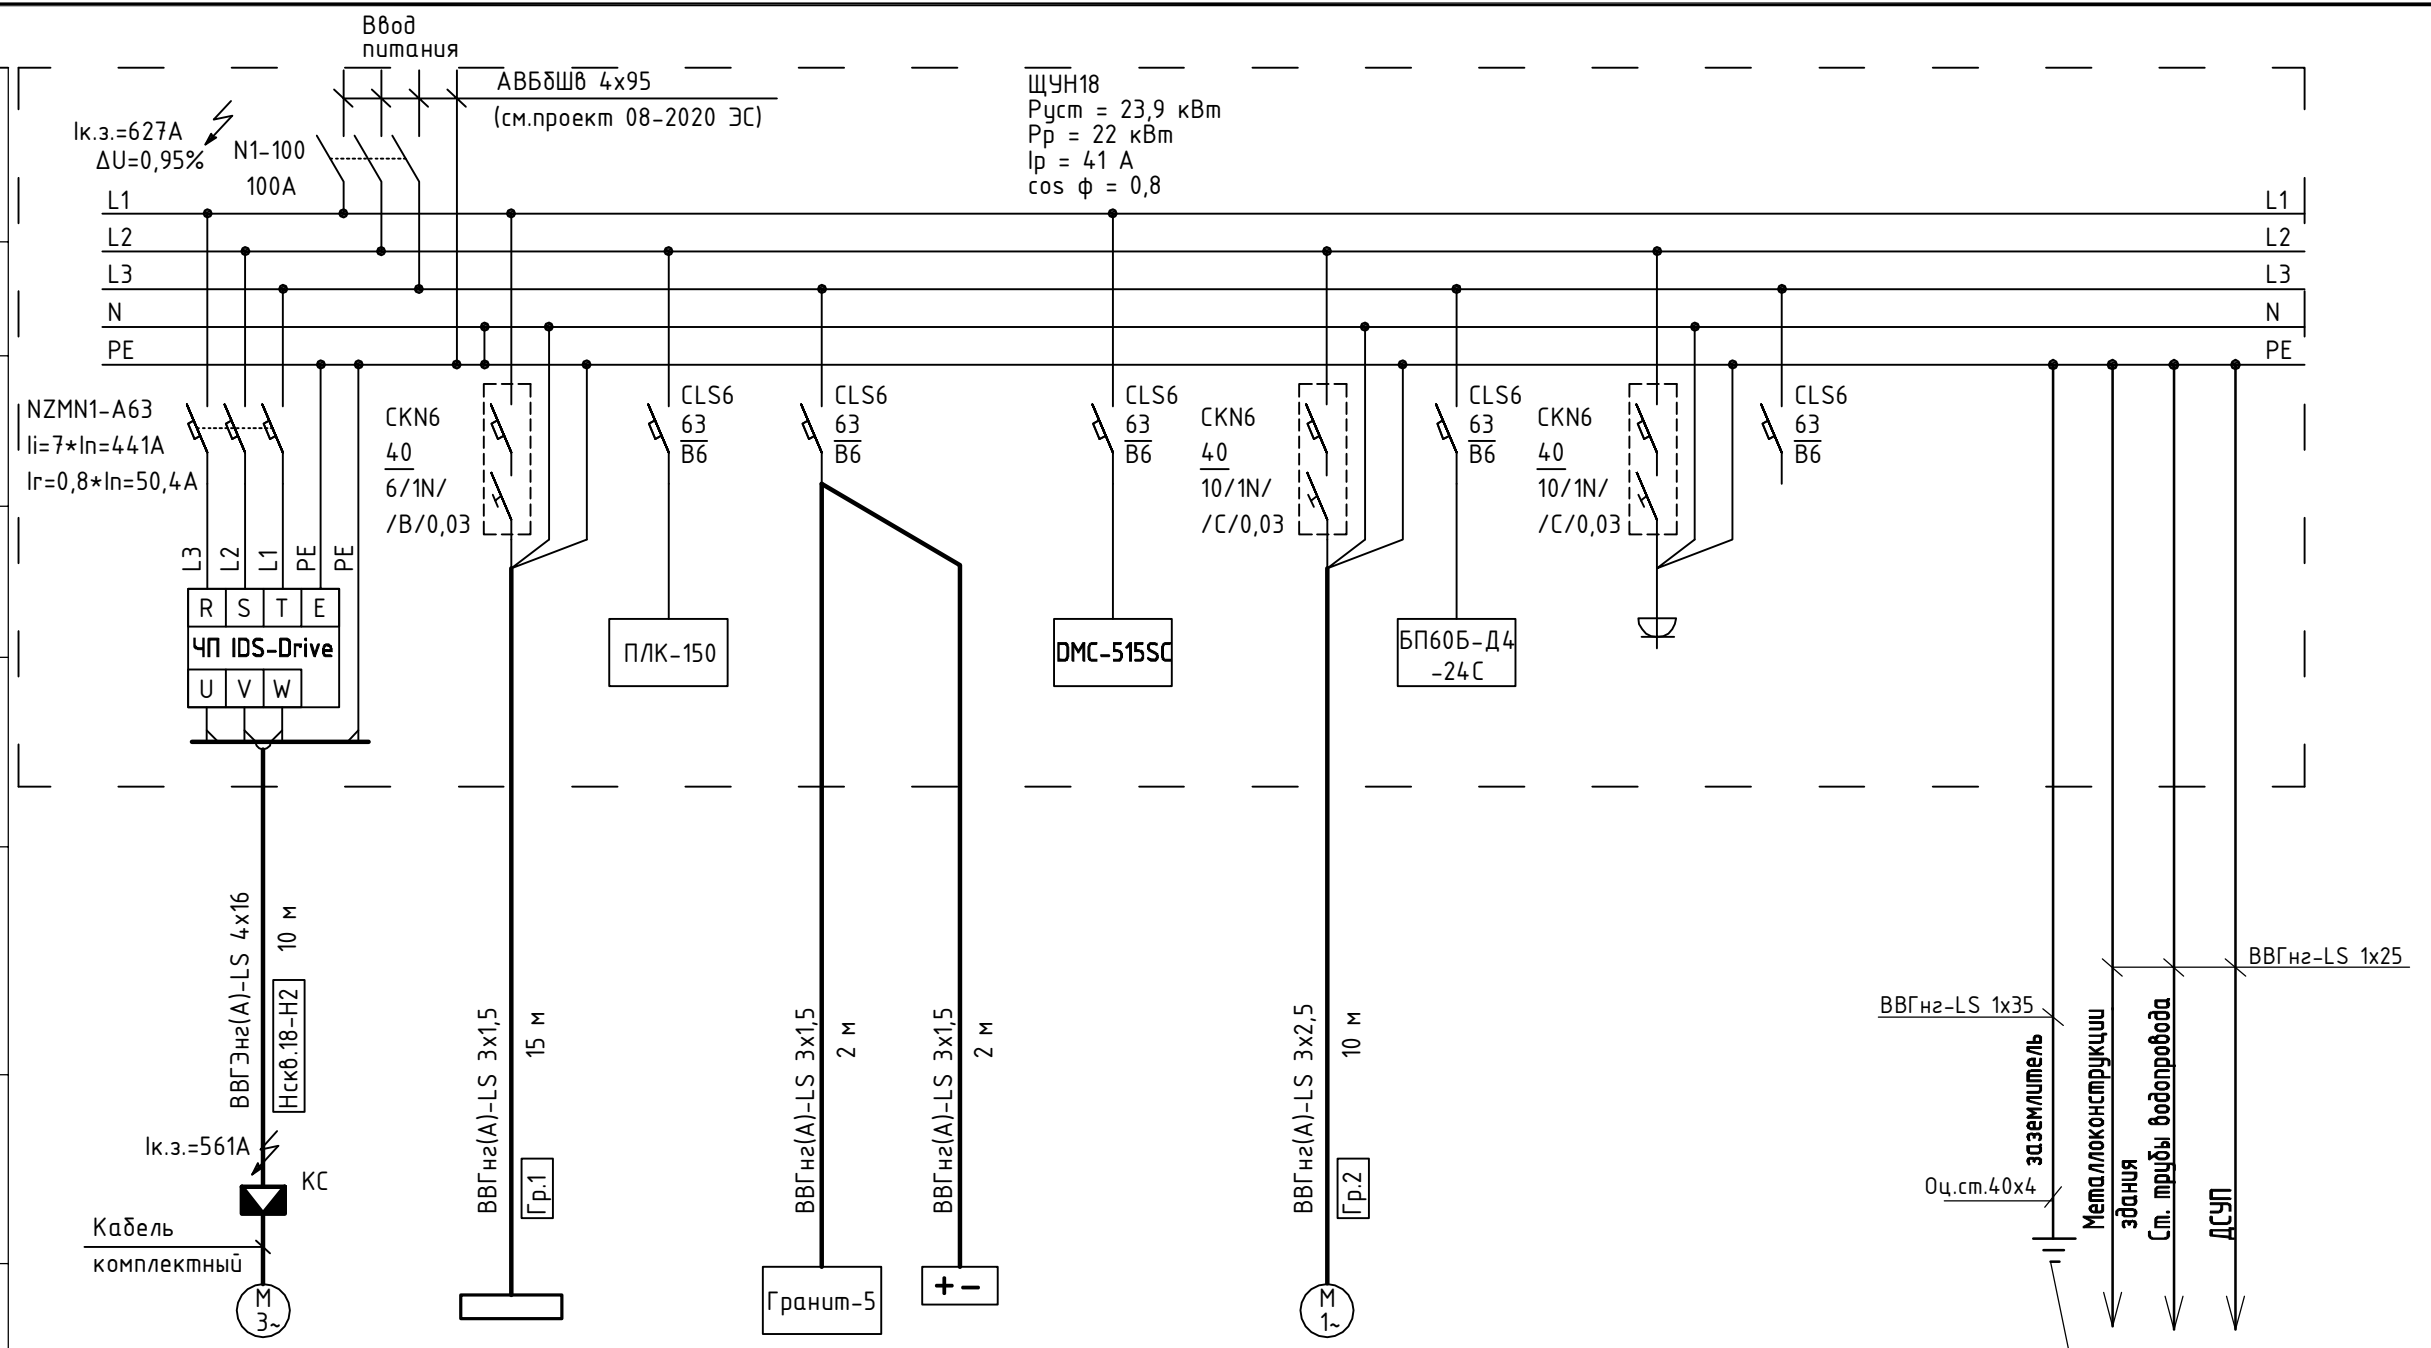 Ввод
питания
АВБбШв 4х95
(см.проект 08-2020 ЭС)
ЩУН18
Руст = 23,9 кВт
Рр = 22 кВт
Iр = 41 А
cos ф = 0,8
Iк.з.=627А
ΔU=0,95%
N1-100
100А
L1
L1
L2
L2
L3
L3
N
N
PE
PE
NZMN1-A63
Ii=7*In=441A
Ir=0,8*In=50,4A
CKN6
40
6/1N/
/B/0,03
CLS6
63
B6
CLS6
63
B6
CLS6
63
B6
CKN6
40
10/1N/
/C/0,03
CLS6
63
B6
CKN6
40
10/1N/
/C/0,03
CLS6
63
B6
L3
L2
L1
PE
PE
R S T E
ЧП IDS-Drive
U V W
ПЛК-150
DMC-515SC
БП60Б-Д4
-24С
ВВГЭнг(А)-LS 4х16
10 м
Нскв.18-Н2
Iк.з.=561А
КС
Кабель
комплектный
М
3~
ВВГнг(А)-LS 3х1,5
15 м
Гр.1
ВВГнг(А)-LS 3х1,5
2 м
Гранит-5
ВВГнг(А)-LS 3х1,5
2 м
+ -
ВВГнг(А)-LS 3х2,5
10 м
Гр.2
М
1~
ВВГнг-LS 1х35
заземлитель
Оц.ст.40х4
Металлоконструкции
здания
Ст. трубы водопровода
ДСУП
ВВГнг-LS 1х25